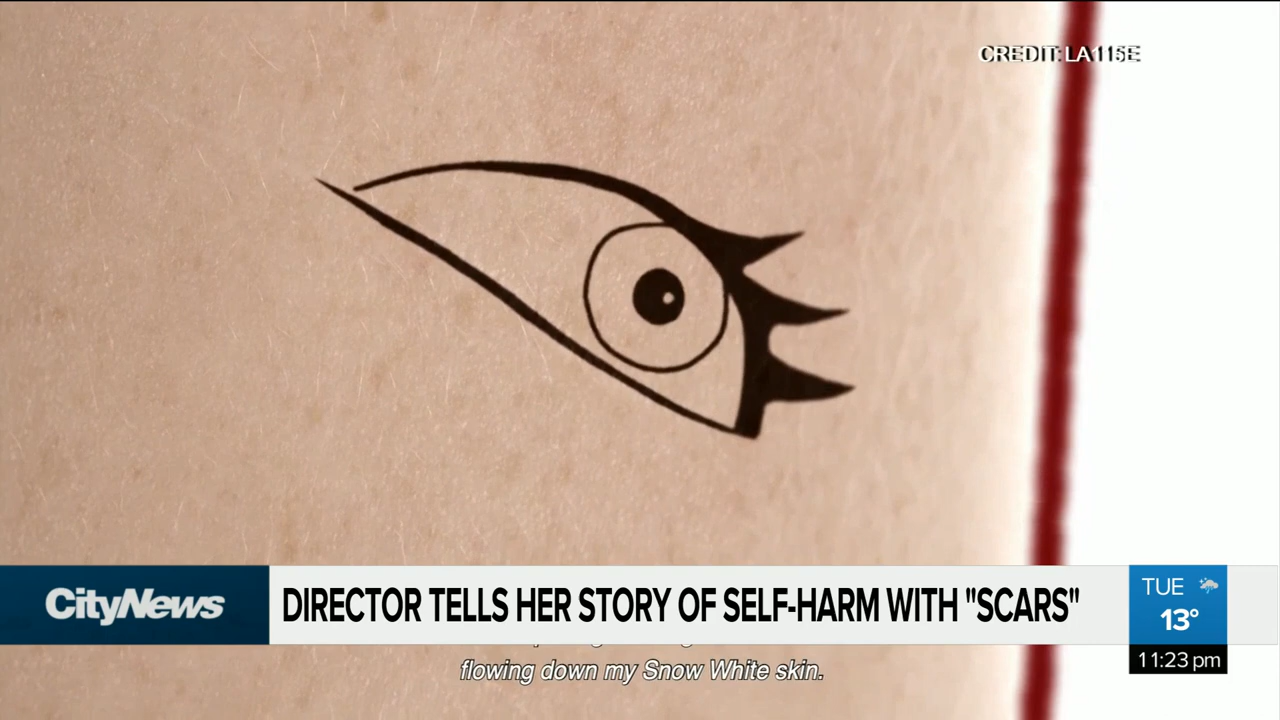 CREDIT: LA115E
CityNews
DIRECTOR TELLS HER STORY OF SELF-HARM WITH "SCARS"
TUE
13°
11:23 pm
flowing down my Snow White skin.